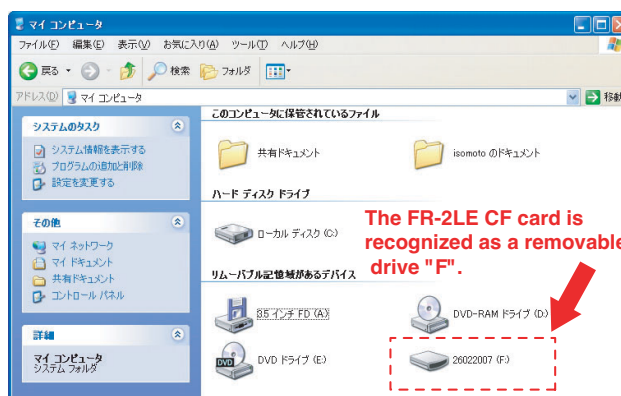 マイ コンピュータ
ファイル(F) 編集(E) 表示(V) お気に入り(A) ツール(T) ヘルプ(H)
戻る 検索 フォルダ
アドレス(D) マイ コンピュータ 移動
システムのタスク
システム情報を表示する
プログラムの追加と削除
設定を変更する
その他
マイ ネットワーク
マイ ドキュメント
共有ドキュメント
コントロール パネル
詳細
マイ コンピュータ
システム フォルダ
このコンピュータに保管されているファイル
共有ドキュメント isomoto のドキュメント
ハード ディスク ドライブ
ローカル ディスク (C:)
The FR-2LE CF card is
recognized as a removable
drive "F".
リムーバブル記憶域があるデバイス
3.5 インチ FD (A:) DVD-RAM ドライブ (D:)
DVD ドライブ (E:) 26022007 (F:)